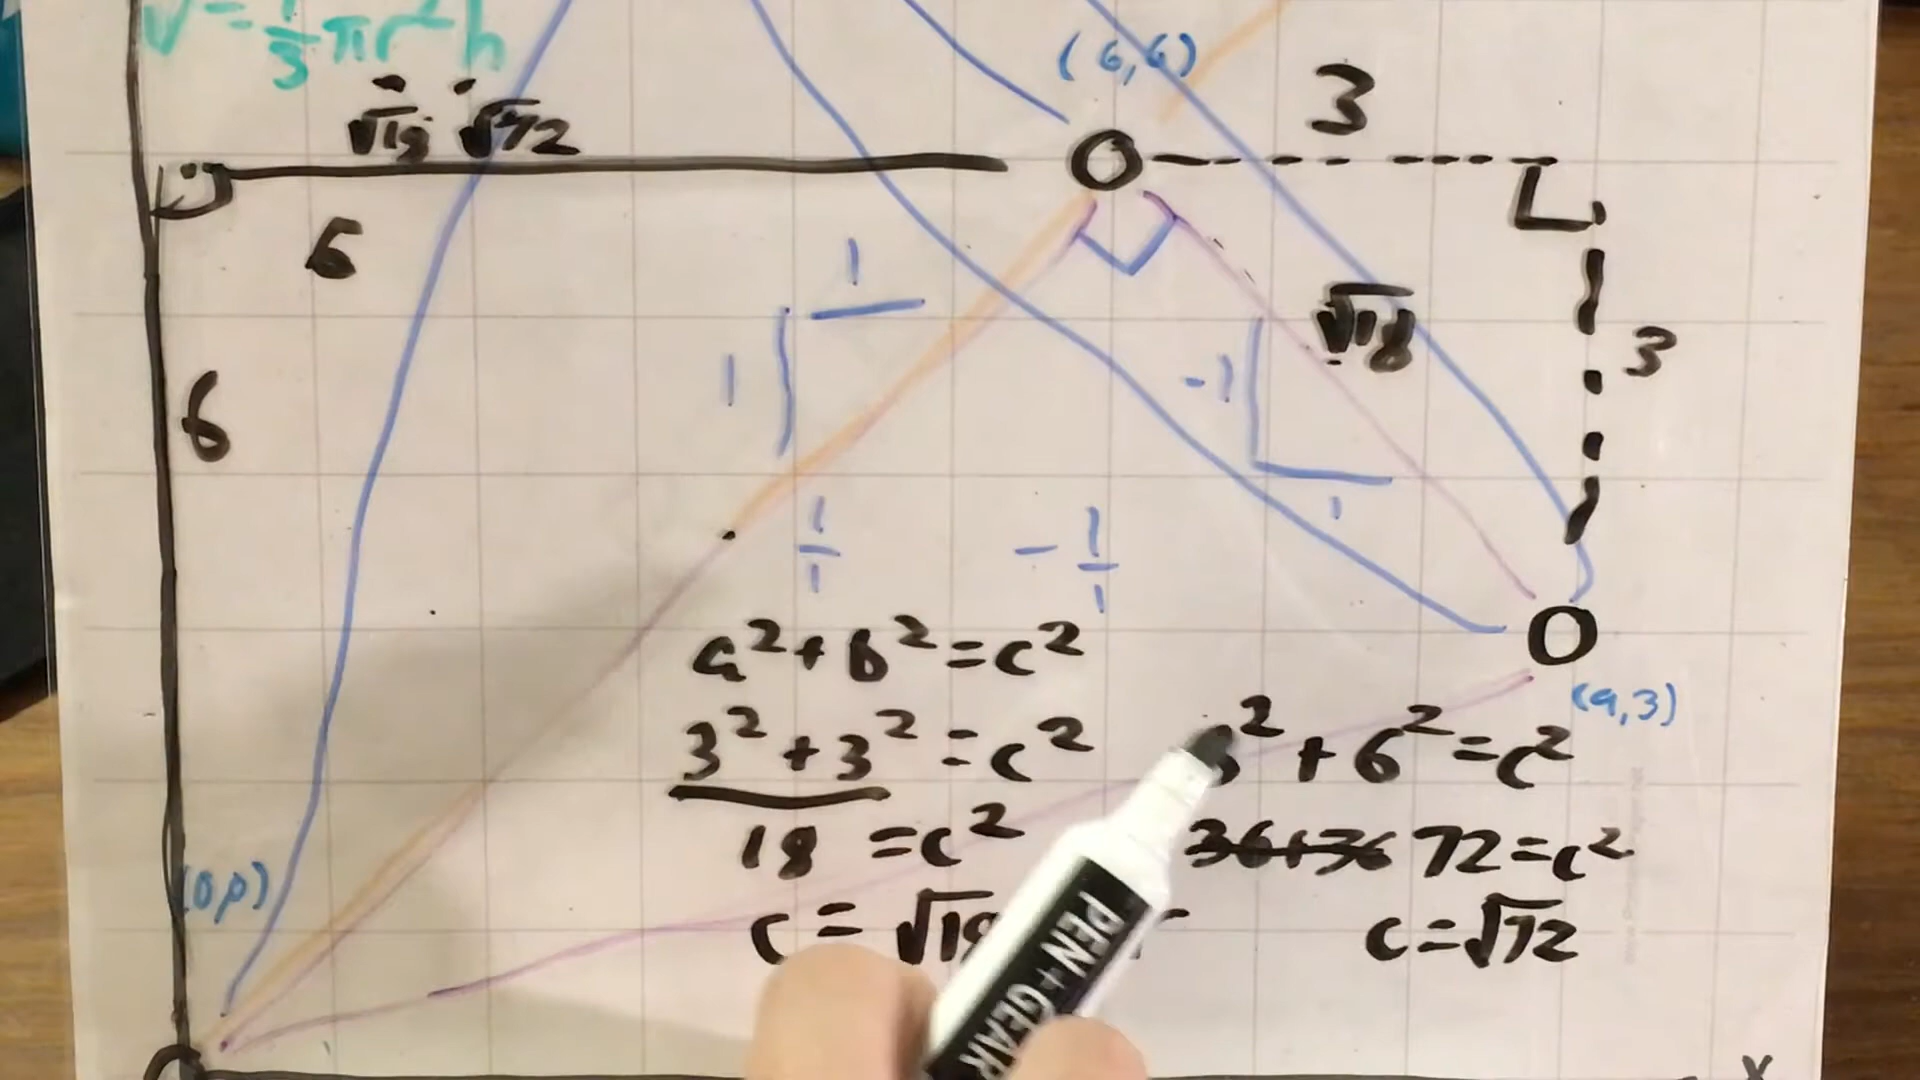 V=1/3πr²h
(6,6)
3
√18 √72
6
1
√18
3
1
-1
6
1
1/1
-1/1
a²+b²=c²
(9,3)
3²+3²=c²
²+6²=c²
18=c²
36+36 72=c²
(0,0)
c=√18
c=√72
PEN+GEAR
x